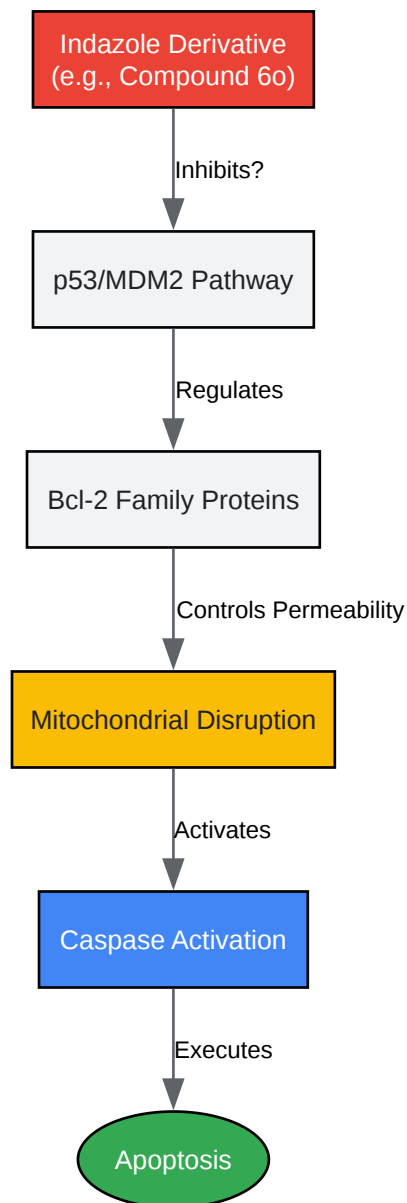 Indazole Derivative
(e.g., Compound 6o)
Inhibits?
p53/MDM2 Pathway
Regulates
Bcl-2 Family Proteins
Controls Permeability
Mitochondrial Disruption
Activates
Caspase Activation
Executes
Apoptosis